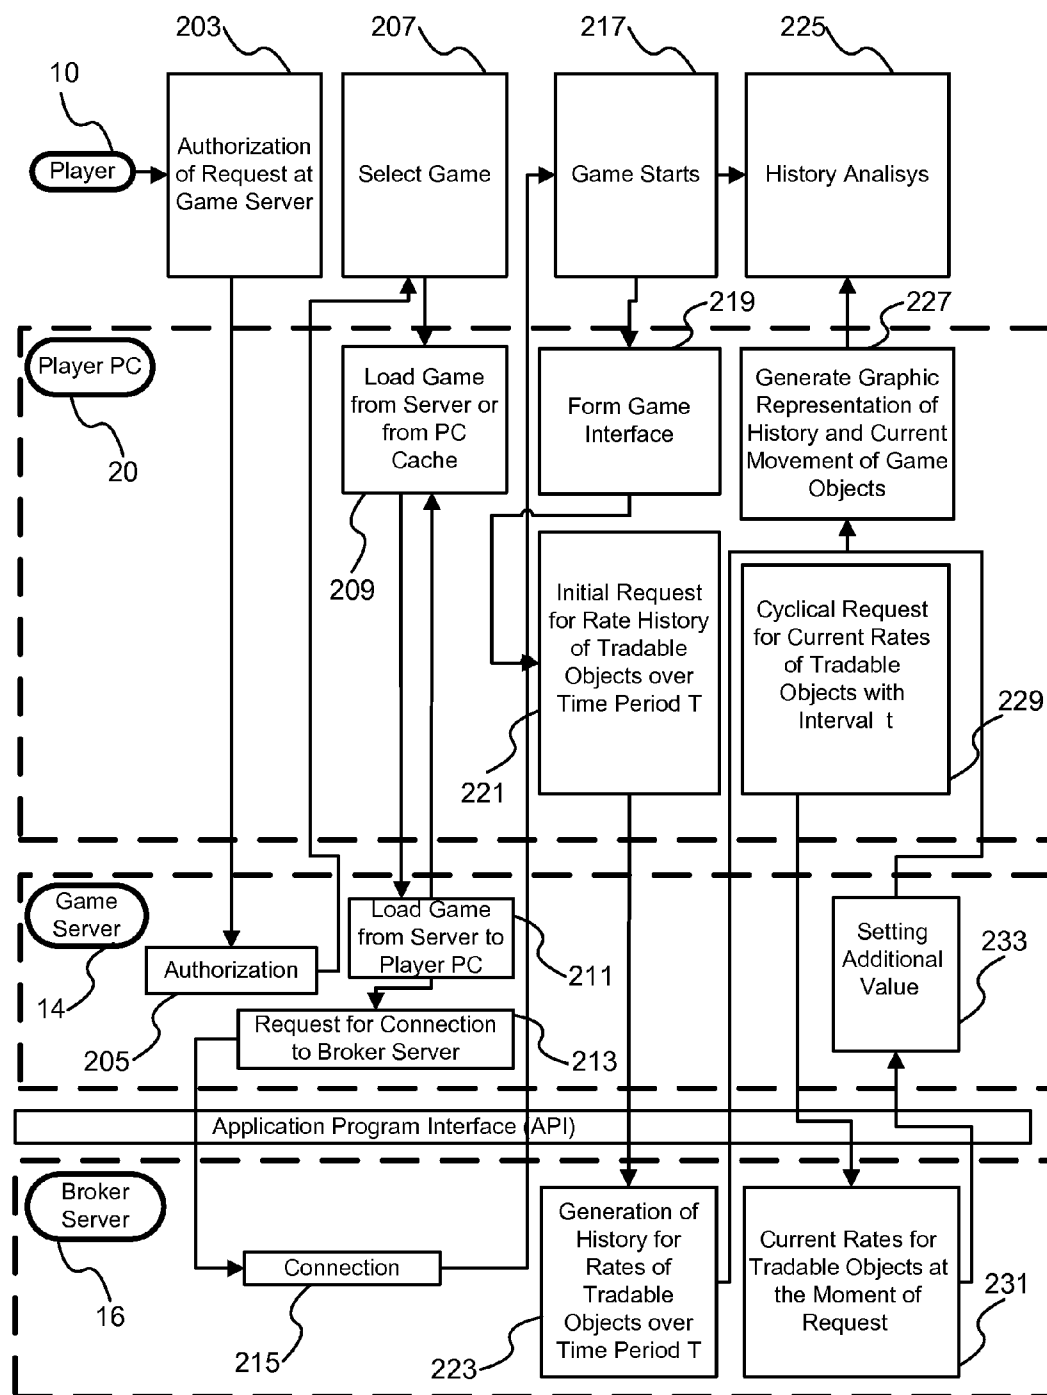 203
207
217
225
10
Player
Authorization
of Request at
Game Server
Select Game
Game Starts
History Analisys
219
227
Player PC
20
Load Game
from Server or
from PC
Cache
209
Form Game
Interface
Generate Graphic
Representation of
History and Current
Movement of Game
Objects
Initial Request
for Rate History
of Tradable
Objects over
Time Period T
221
Cyclical Request
for Current Rates
of Tradable
Objects with
Interval t
229
Game
Server
14
Authorization
205
Load Game
from Server to
Player PC
211
Request for Connection
to Broker Server
213
Setting
Additional
Value
233
Application Program Interface (API)
Broker
Server
16
Connection
215
Generation of
History for
Rates of
Tradable
Objects over
Time Period T
223
Current Rates for
Tradable Objects at
the Moment of
Request
231